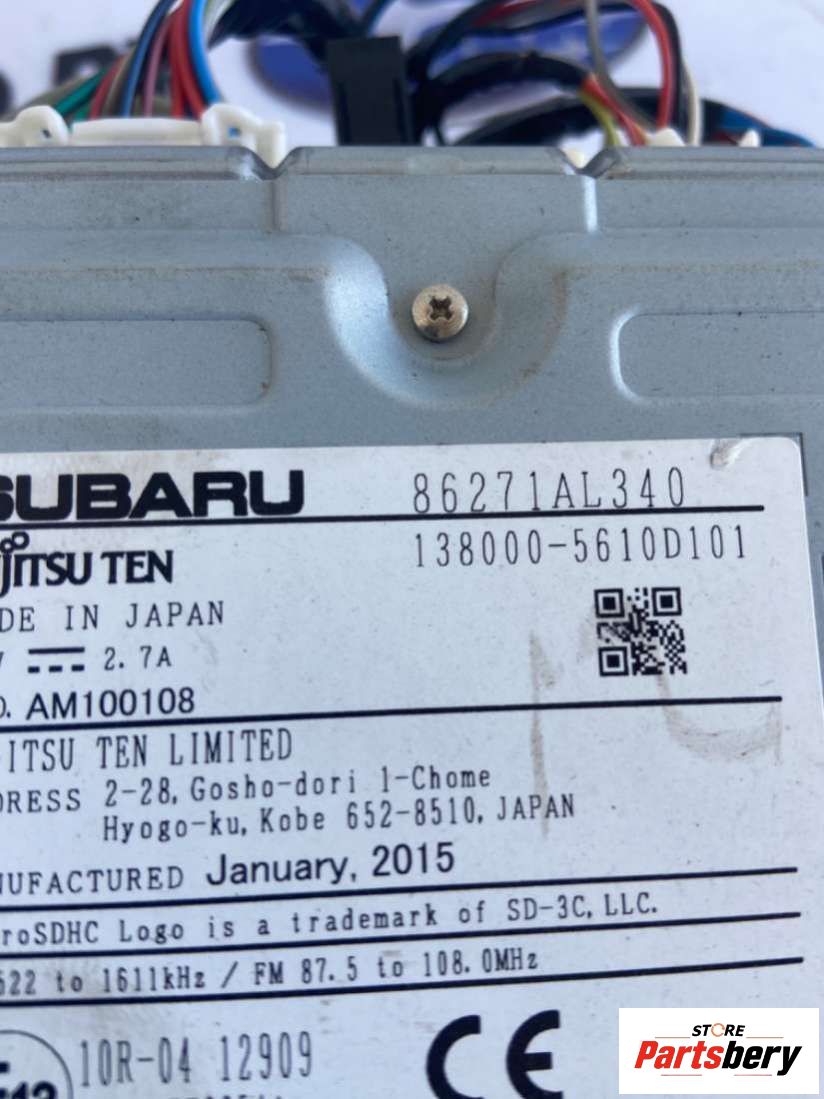 SUBARU 86271AL340
JITSU TEN 138000-5610D101
DE IN JAPAN
2.7A
O. AM100108
ITSU TEN LIMITED
DRESS 2-28, Gosho-dori 1-Chome
Hyogo-ku, Kobe 652-8510, JAPAN
NUFACTURED January, 2015
roSDHC Logo is a trademark of SD-3C, LLC.
522 to 1611kHz / FM 87.5 to 108.0MHz
10R-04 12909
CE
STORE
Partsbery